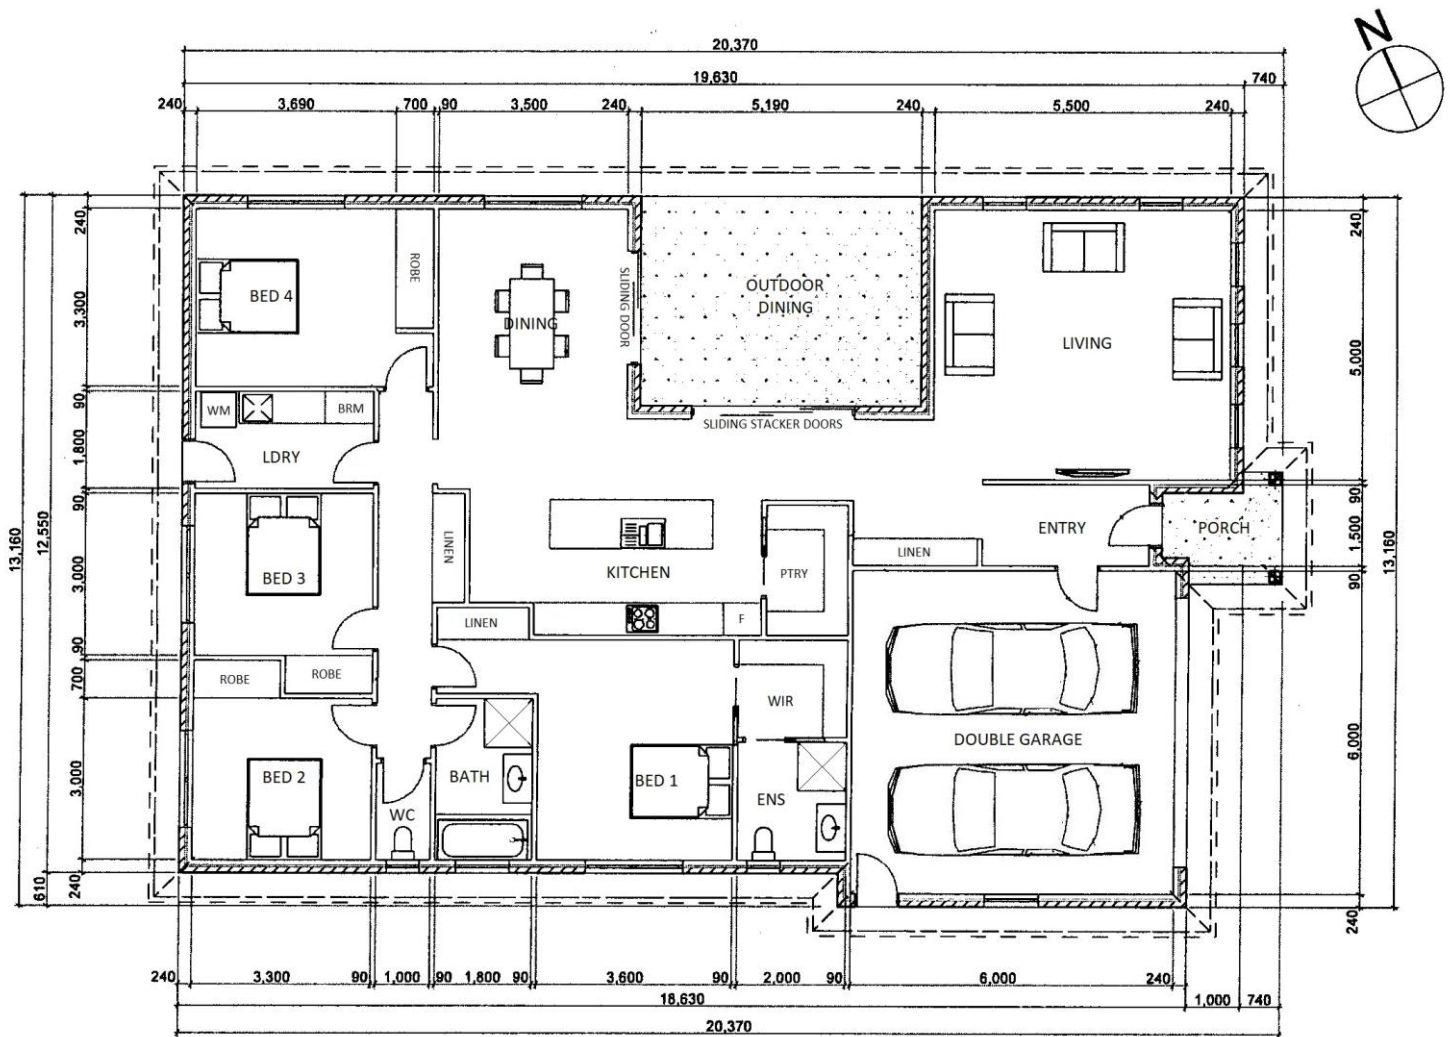 N
20,370
19,630
740
240
3,690
700
90
3,500
240
5,190
240
5,500
240
13,160
12,550
610
240
3,300
90
1,800
90
3,000
90
700
3,000
240
BED 4
ROBE
DINING
SLIDING DOOR
OUTDOOR
DINING
SLIDING STACKER DOORS
LIVING
WM
BRM
LDRY
BED 3
LINEN
KITCHEN
LINEN
F
PTRY
LINEN
ENTRY
PORCH
ROBE
ROBE
BED 2
WC
BATH
BED 1
WIR
ENS
DOUBLE GARAGE
240
5,000
90
1,500
90
6,000
240
13,160
240
3,300
90
1,000
90
1,800
90
3,600
90
2,000
90
6,000
240
18,630
1,000
740
20,370